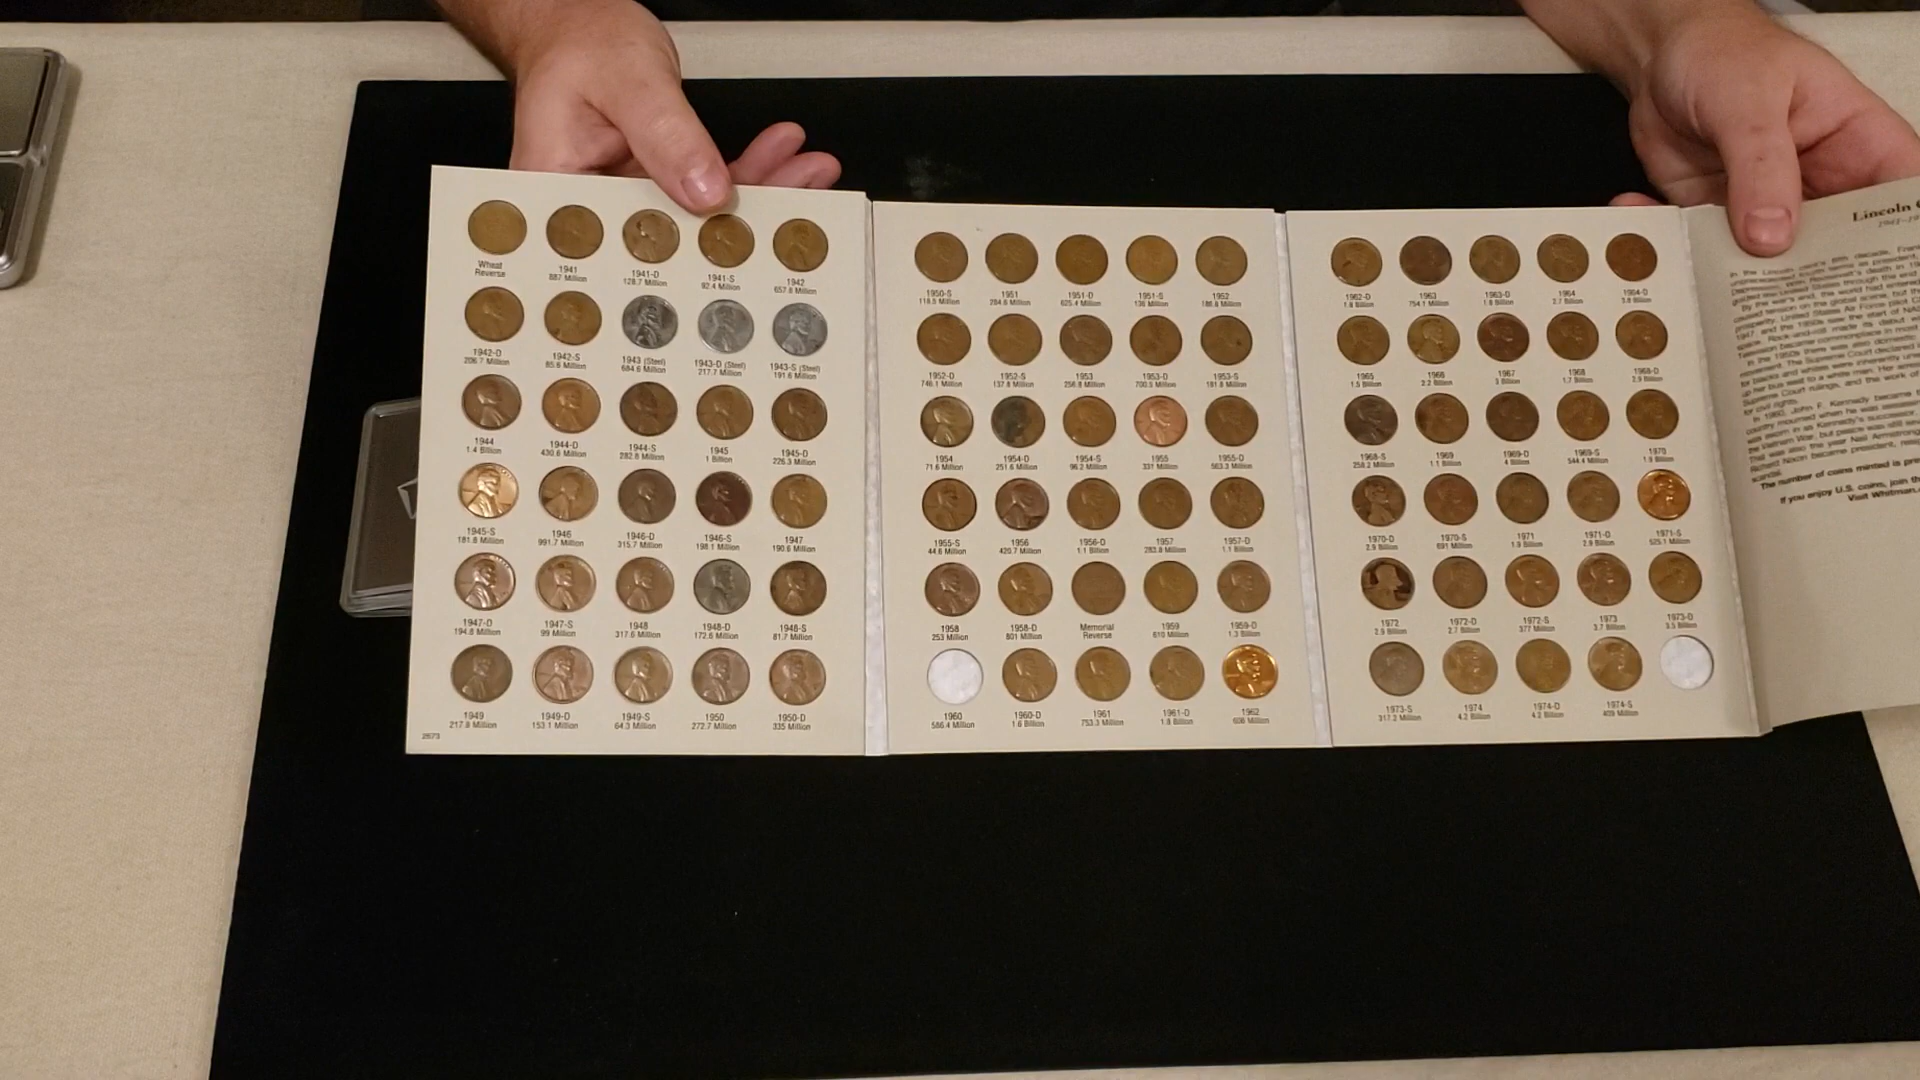 Wheat
Reverse
1941
887 Million
1941-D
128.7 Million
1941-S
92.4 Million
1942
657.8 Million
1942-D
206.7 Million
1942-S
85.6 Million
1943 (Steel)
684.6 Million
1943-D (Steel)
217.7 Million
1943-S (Steel)
191.6 Million
1944
1.4 Billion
1944-D
430.6 Million
1944-S
282.8 Million
1945
1 Billion
1945-D
226.3 Million
1945-S
181.8 Million
1946
991.7 Million
1946-D
315.7 Million
1946-S
198.1 Million
1947
190.6 Million
1947-D
194.8 Million
1947-S
99 Million
1948
317.6 Million
1948-D
172.6 Million
1948-S
81.7 Million
1949
217.8 Million
1949-D
153.1 Million
1949-S
64.3 Million
1950
272.7 Million
1950-D
335 Million
2673
1950-S
118.5 Million
1951
284.6 Million
1951-D
625.4 Million
1951-S
136 Million
1952
186.8 Million
1952-D
746.1 Million
1952-S
137.8 Million
1953
256.8 Million
1953-D
700.5 Million
1953-S
181.8 Million
1954
71.6 Million
1954-D
251.6 Million
1954-S
96.2 Million
1955
331 Million
1955-D
563.3 Million
1955-S
44.6 Million
1956
420.7 Million
1956-D
1.1 Billion
1957
283.8 Million
1957-D
1.1 Billion
1958
253 Million
1958-D
801 Million
Memorial
Reverse
1959
610 Million
1959-D
1.3 Billion
1960
586.4 Million
1960-D
1.6 Billion
1961
753.3 Million
1961-D
1.8 Billion
1962
606 Million
1962-D
1.8 Billion
1963
754.1 Million
1963-D
1.8 Billion
1964
2.7 Billion
1964-D
3.8 Billion
1965
1.5 Billion
1966
2.2 Billion
1967
3 Billion
1968
1.7 Billion
1968-D
2.9 Billion
1968-S
258.2 Million
1969
1.1 Billion
1969-D
4 Billion
1969-S
544.4 Million
1970
1.9 Billion
1970-D
2.9 Billion
1970-S
691 Million
1971
1.9 Billion
1971-D
2.9 Billion
1971-S
525.1 Million
1972
2.9 Billion
1972-D
2.7 Billion
1972-S
377 Million
1973
3.7 Billion
1973-D
3.5 Billion
1973-S
317.2 Million
1974
4.2 Billion
1974-D
4.2 Billion
1974-S
409 Million
Lincoln
The number of coins minted is
If you enjoy U.S. coins, join
Visit Whitman.